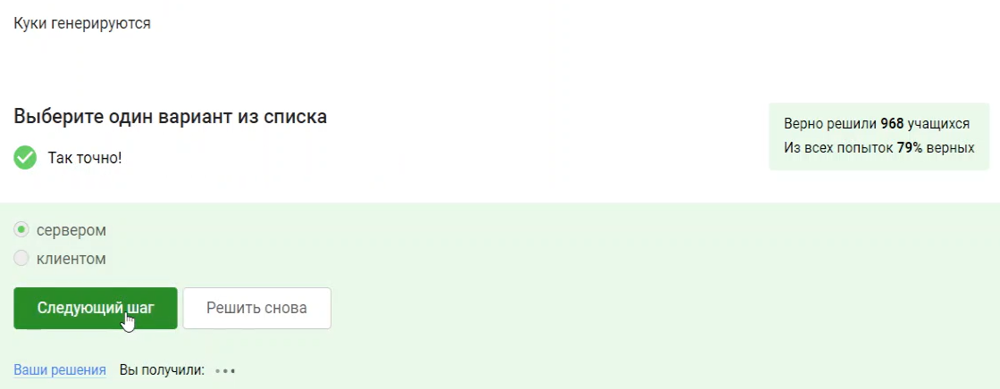 Куки генерируются
Выберите один вариант из списка
Так точно!
Верно решили 968 учащихся
Из всех попыток 79% верных
сервером
клиентом
Следующий шаг
Решить снова
Ваши решения Вы получили: